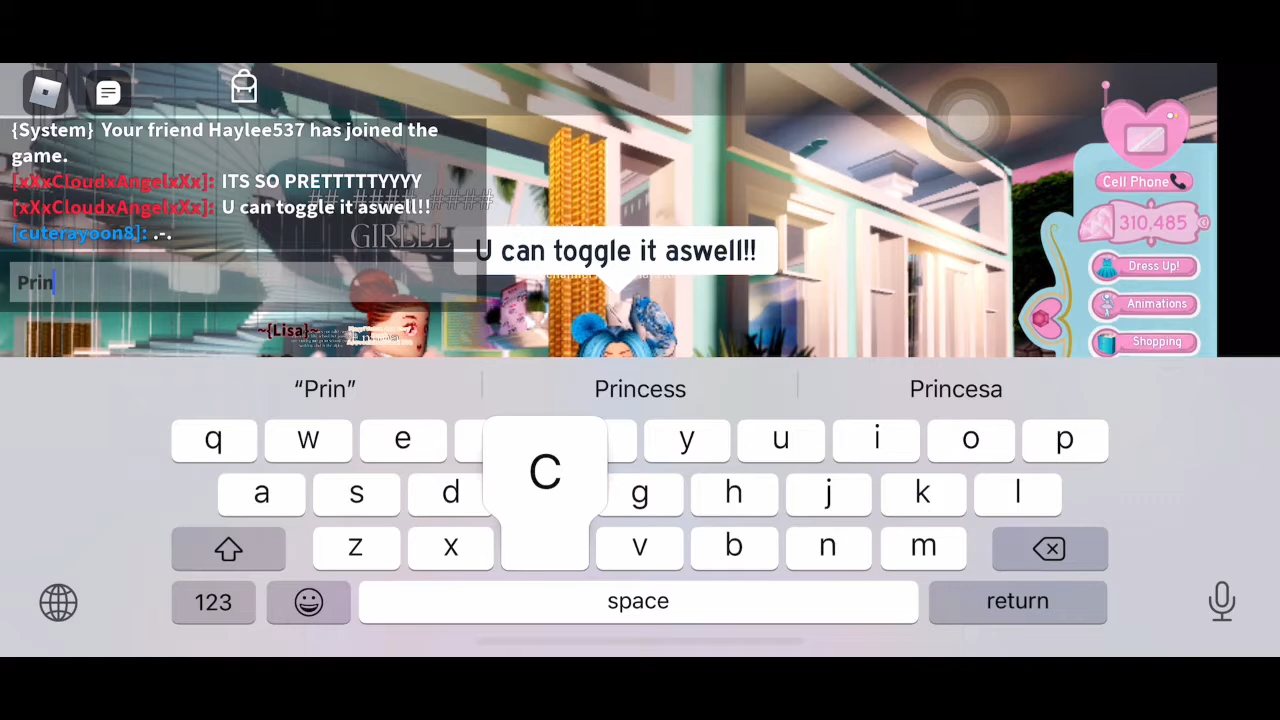 {System} Your friend Haylee537 has joined the
game.
[xXxCloudxAngelxXx]: ITS SO PRETTTTTYYYY
[xXxCloudxAngelxXx]: U can toggle it aswell!!
[cuterayoon8]: .-.
GIRLLL
Prin
U can toggle it aswell!!
~{Lisa}~
Cell Phone
310,485
Dress Up!
Animations
Shopping
“Prin” Princess Princesa
q w e y u i o p
a s d g h j k l
C
z x v b n m
123 space return